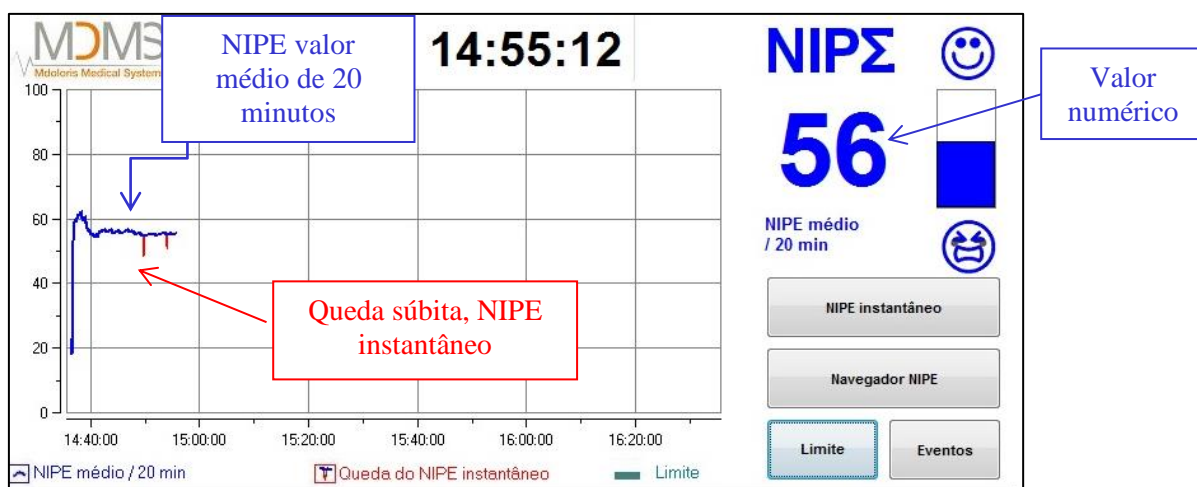 MDMS
Mdoloris Medical System
NIPE valor
médio de 20
minutos
14:55:12
NIPΣ
56
Valor
numérico
NIPE médio
/ 20 min
100
80
60
40
20
0
Queda súbita, NIPE
instantâneo
14:40:00 15:00:00 15:20:00 15:40:00 16:00:00 16:20:00
NIPE médio / 20 min Queda do NIPE instantâneo Limite
NIPE instantâneo
Navegador NIPE
Limite Eventos